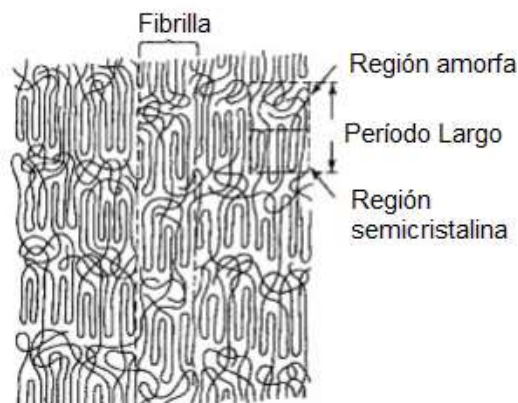 Fibrilla
Región amorfa
Período Largo
Región
semicristalina